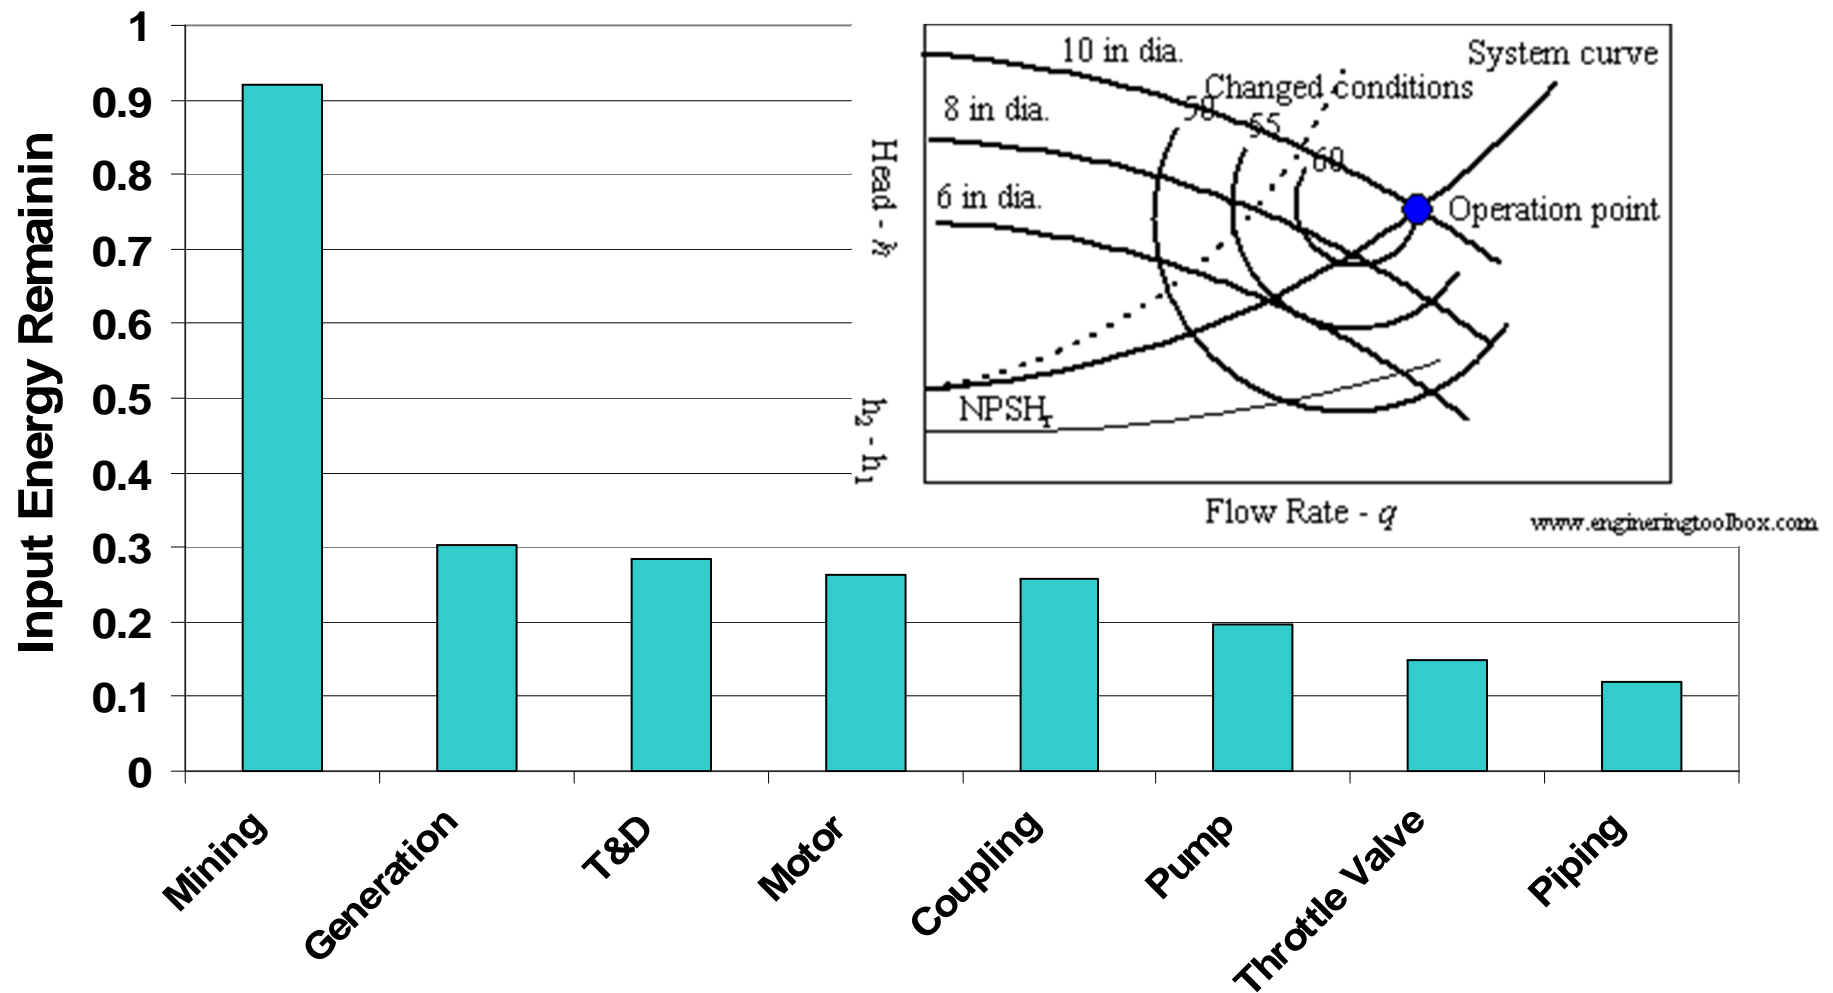 Input Energy Remainin
1
0.9
0.8
0.7
0.6
0.5
0.4
0.3
0.2
0.1
0
Mining
Generation
T&D
Motor
Coupling
Pump
Throttle Valve
Piping
10 in dia.
System curve
Changed conditions
8 in dia.
50
55
60
6 in dia.
Operation point
Head - h
h2 - h1
NPSHr
Flow Rate - q
www.engineringtoolbox.com